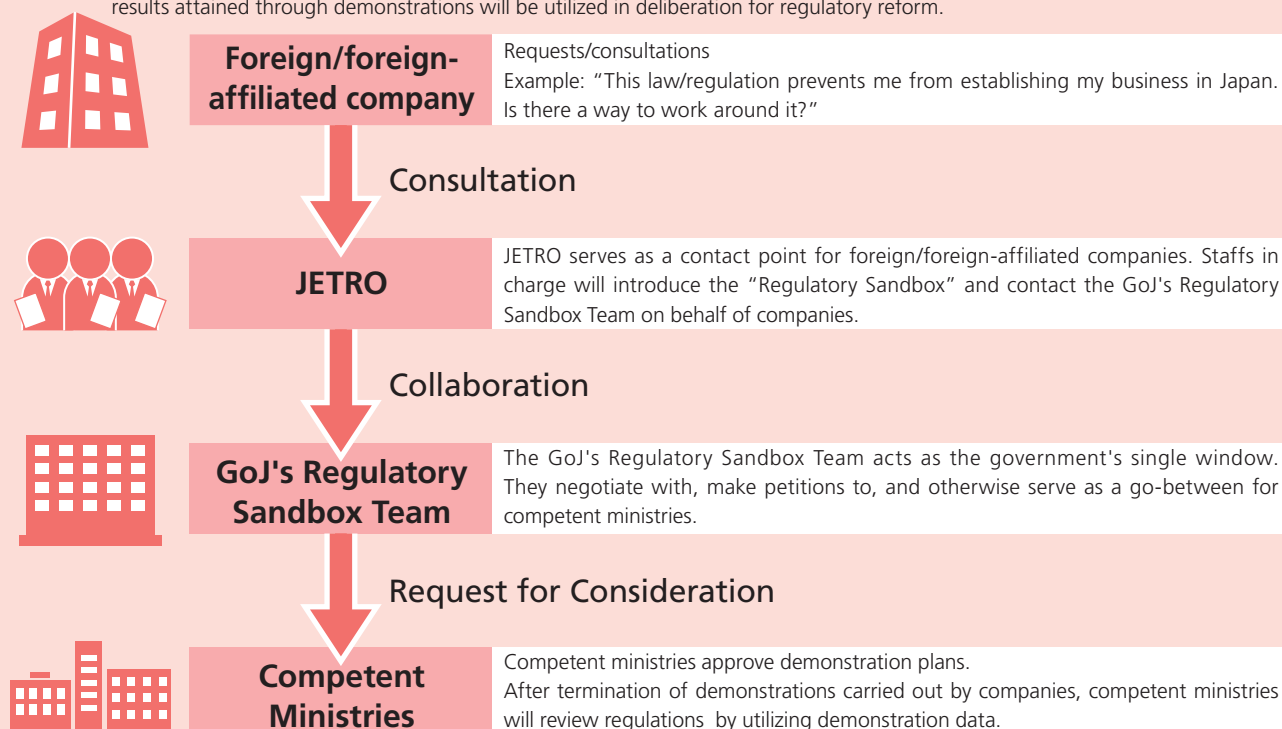 results attained through demonstrations will be utilized in deliberation for regulatory reform.
Foreign/foreign-
affiliated company
Requests/consultations
Example: “This law/regulation prevents me from establishing my business in Japan.
Is there a way to work around it?”
Consultation
JETRO
JETRO serves as a contact point for foreign/foreign-affiliated companies. Staffs in
charge will introduce the “Regulatory Sandbox” and contact the GoJ's Regulatory
Sandbox Team on behalf of companies.
Collaboration
GoJ's Regulatory
Sandbox Team
The GoJ's Regulatory Sandbox Team acts as the government's single window.
They negotiate with, make petitions to, and otherwise serve as a go-between for
competent ministries.
Request for Consideration
Competent
Ministries
Competent ministries approve demonstration plans.
After termination of demonstrations carried out by companies, competent ministries
will review regulations by utilizing demonstration data.